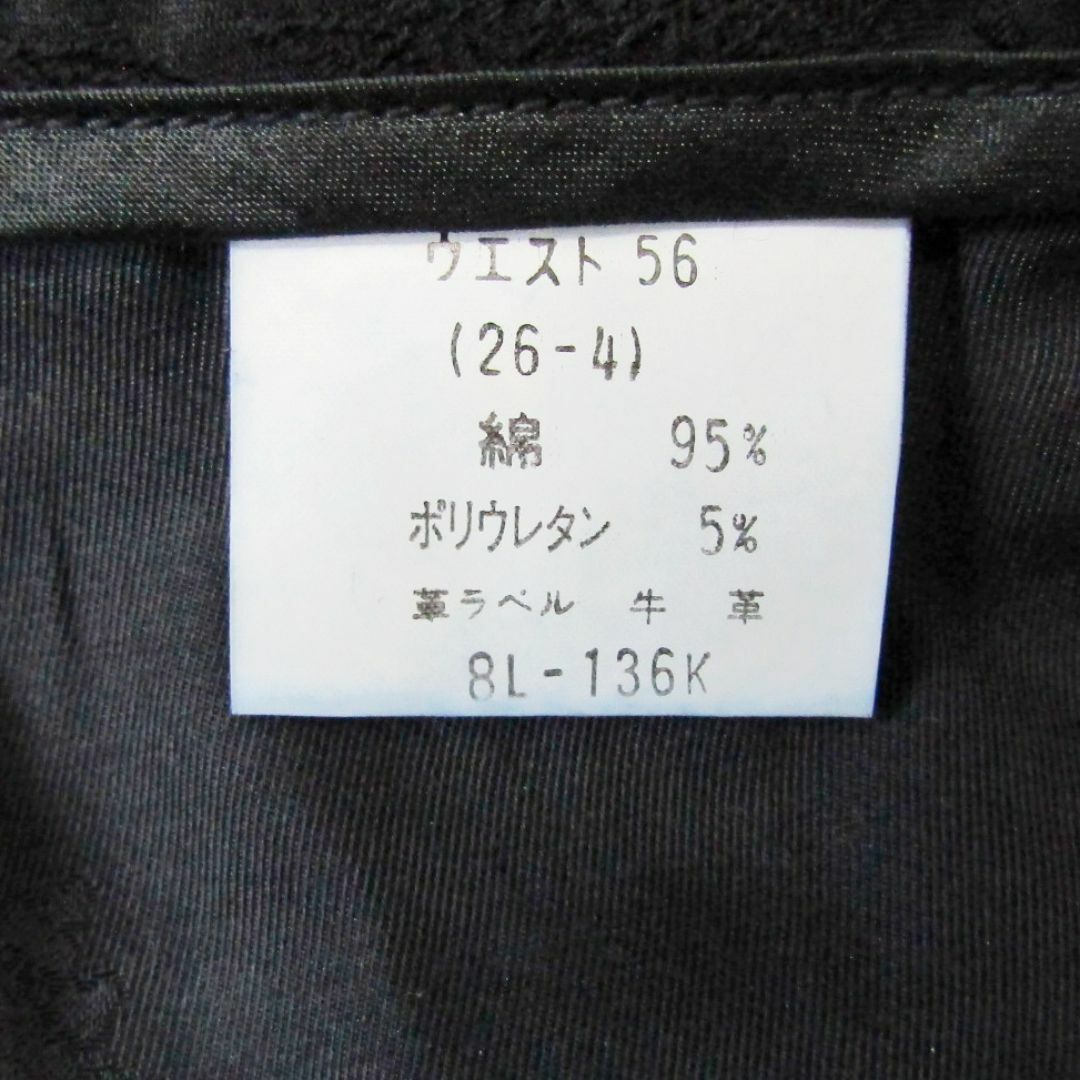 ウエスト 56
(26-4)
綿 95%
ポリウレタン 5%
革ラベル 牛 革
8L-136K